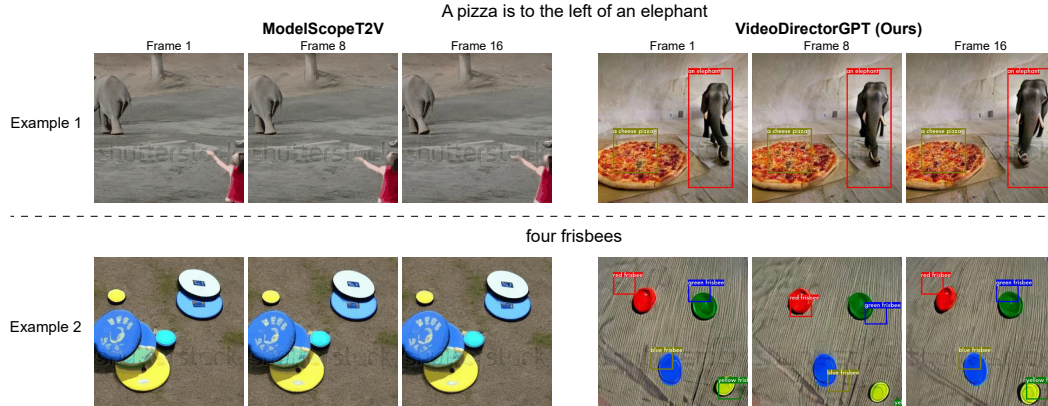 A pizza is to the left of an elephant
ModelScopeT2V
VideoDirectorGPT (Ours)
Frame 1
Frame 8
Frame 16
Frame 1
Frame 8
Frame 16
Example 1
an elephant
an elephant
an elephant
a cheese pizza
a cheese pizza
a cheese pizza
four frisbees
Example 2
red frisbee
green frisbee
blue frisbee
yellow fris
red frisbee
green frisbee
blue frisbee
red frisbee
green frisbee
blue frisbee